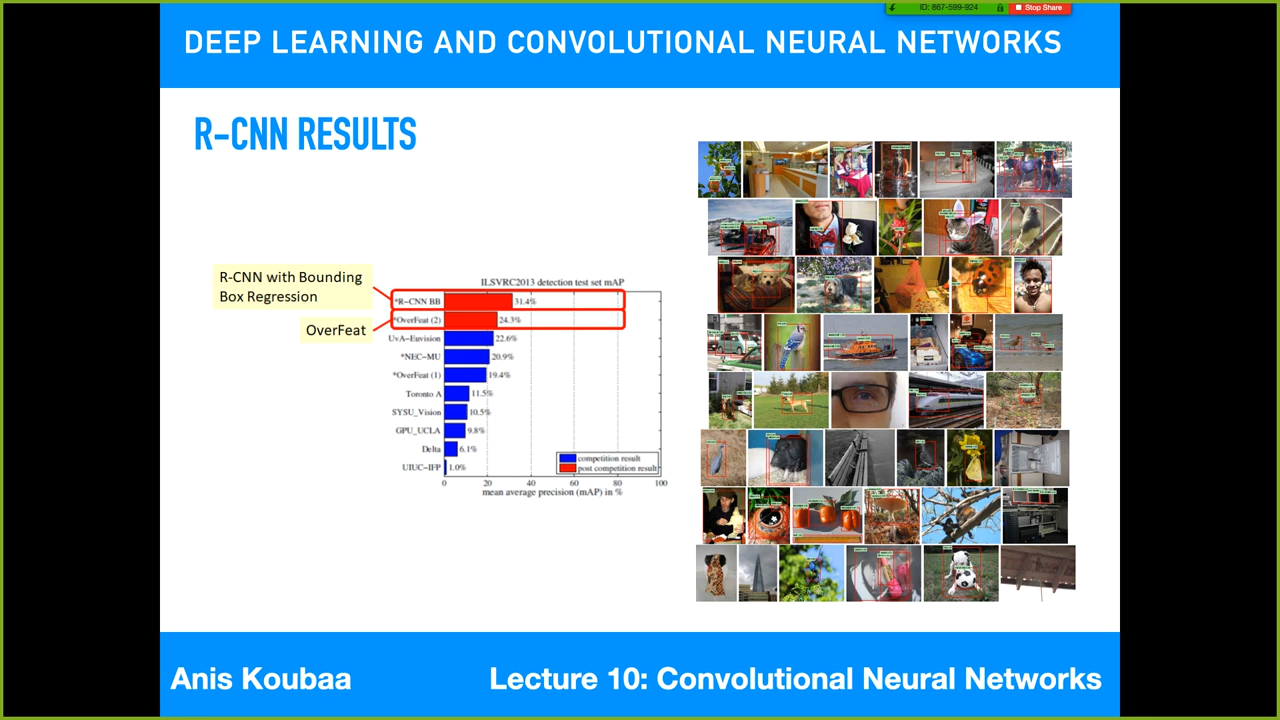 ID: 867-599-924
Stop Share
DEEP LEARNING AND CONVOLUTIONAL NEURAL NETWORKS
R-CNN RESULTS
R-CNN with Bounding
Box Regression
OverFeat
ILSVRC2013 detection test set mAP
*R-CNN BB 31.4%
*OverFeat (2) 24.3%
UvA-Euvision 22.6%
*NEC-MU 20.9%
*OverFeat (1) 19.4%
Toronto A 11.5%
SYSU_Vision 10.5%
GPU_UCLA 9.8%
Delta 6.1%
UIUC-IFP 1.0%
competition result
post competition result
0 20 40 60 80 100
mean average precision (mAP) in %
Anis Koubaa
Lecture 10: Convolutional Neural Networks